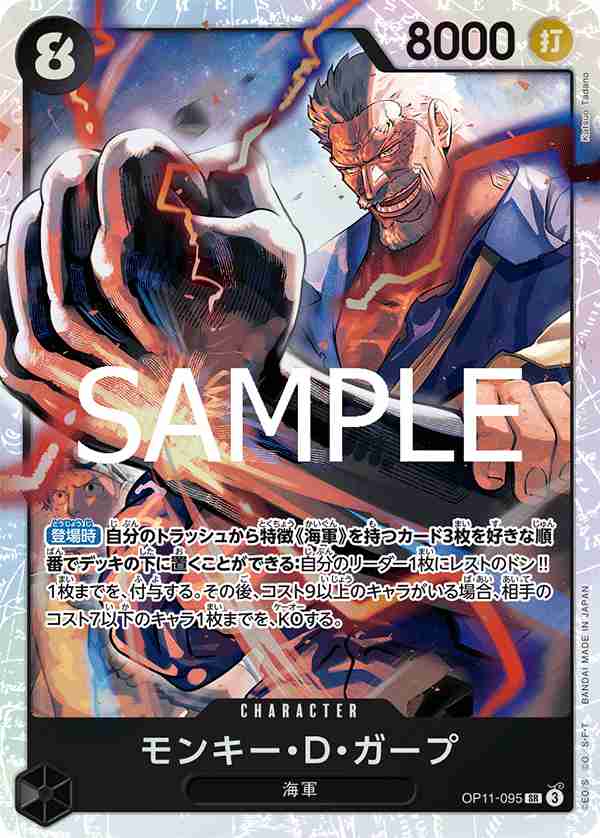 8
8000 打
Katsuo Tadano
SAMPLE
登場時 自分のトラッシュから特徴《海軍》を持つカード3枚を好きな順
番でデッキの下に置くことができる:自分のリーダー1枚にレストのドン!!
1枚までを、付与する。その後、コスト9以上のキャラがいる場合、相手の
コスト7以下のキャラ1枚までを、KOする。
©E.O/S ©O, S・F・T BANDAI MADE IN JAPAN
CHARACTER
モンキー・D・ガープ
海軍
OP11-095 SR 3